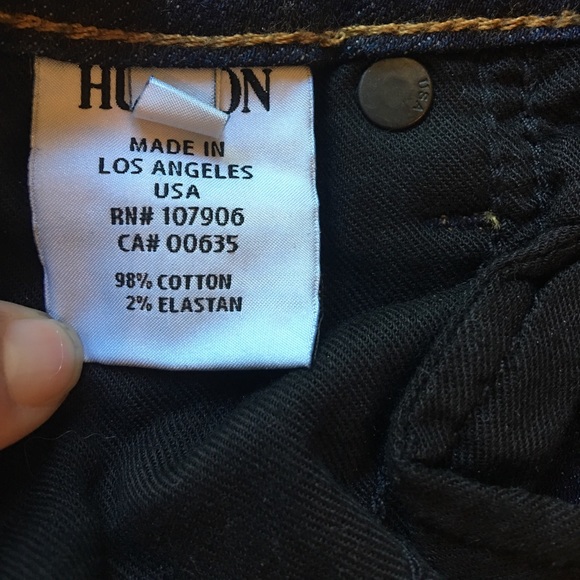 MADE IN
LOS ANGELES
USA
RN# 107906
CA# 00635
98% COTTON
2% ELASTAN
USA